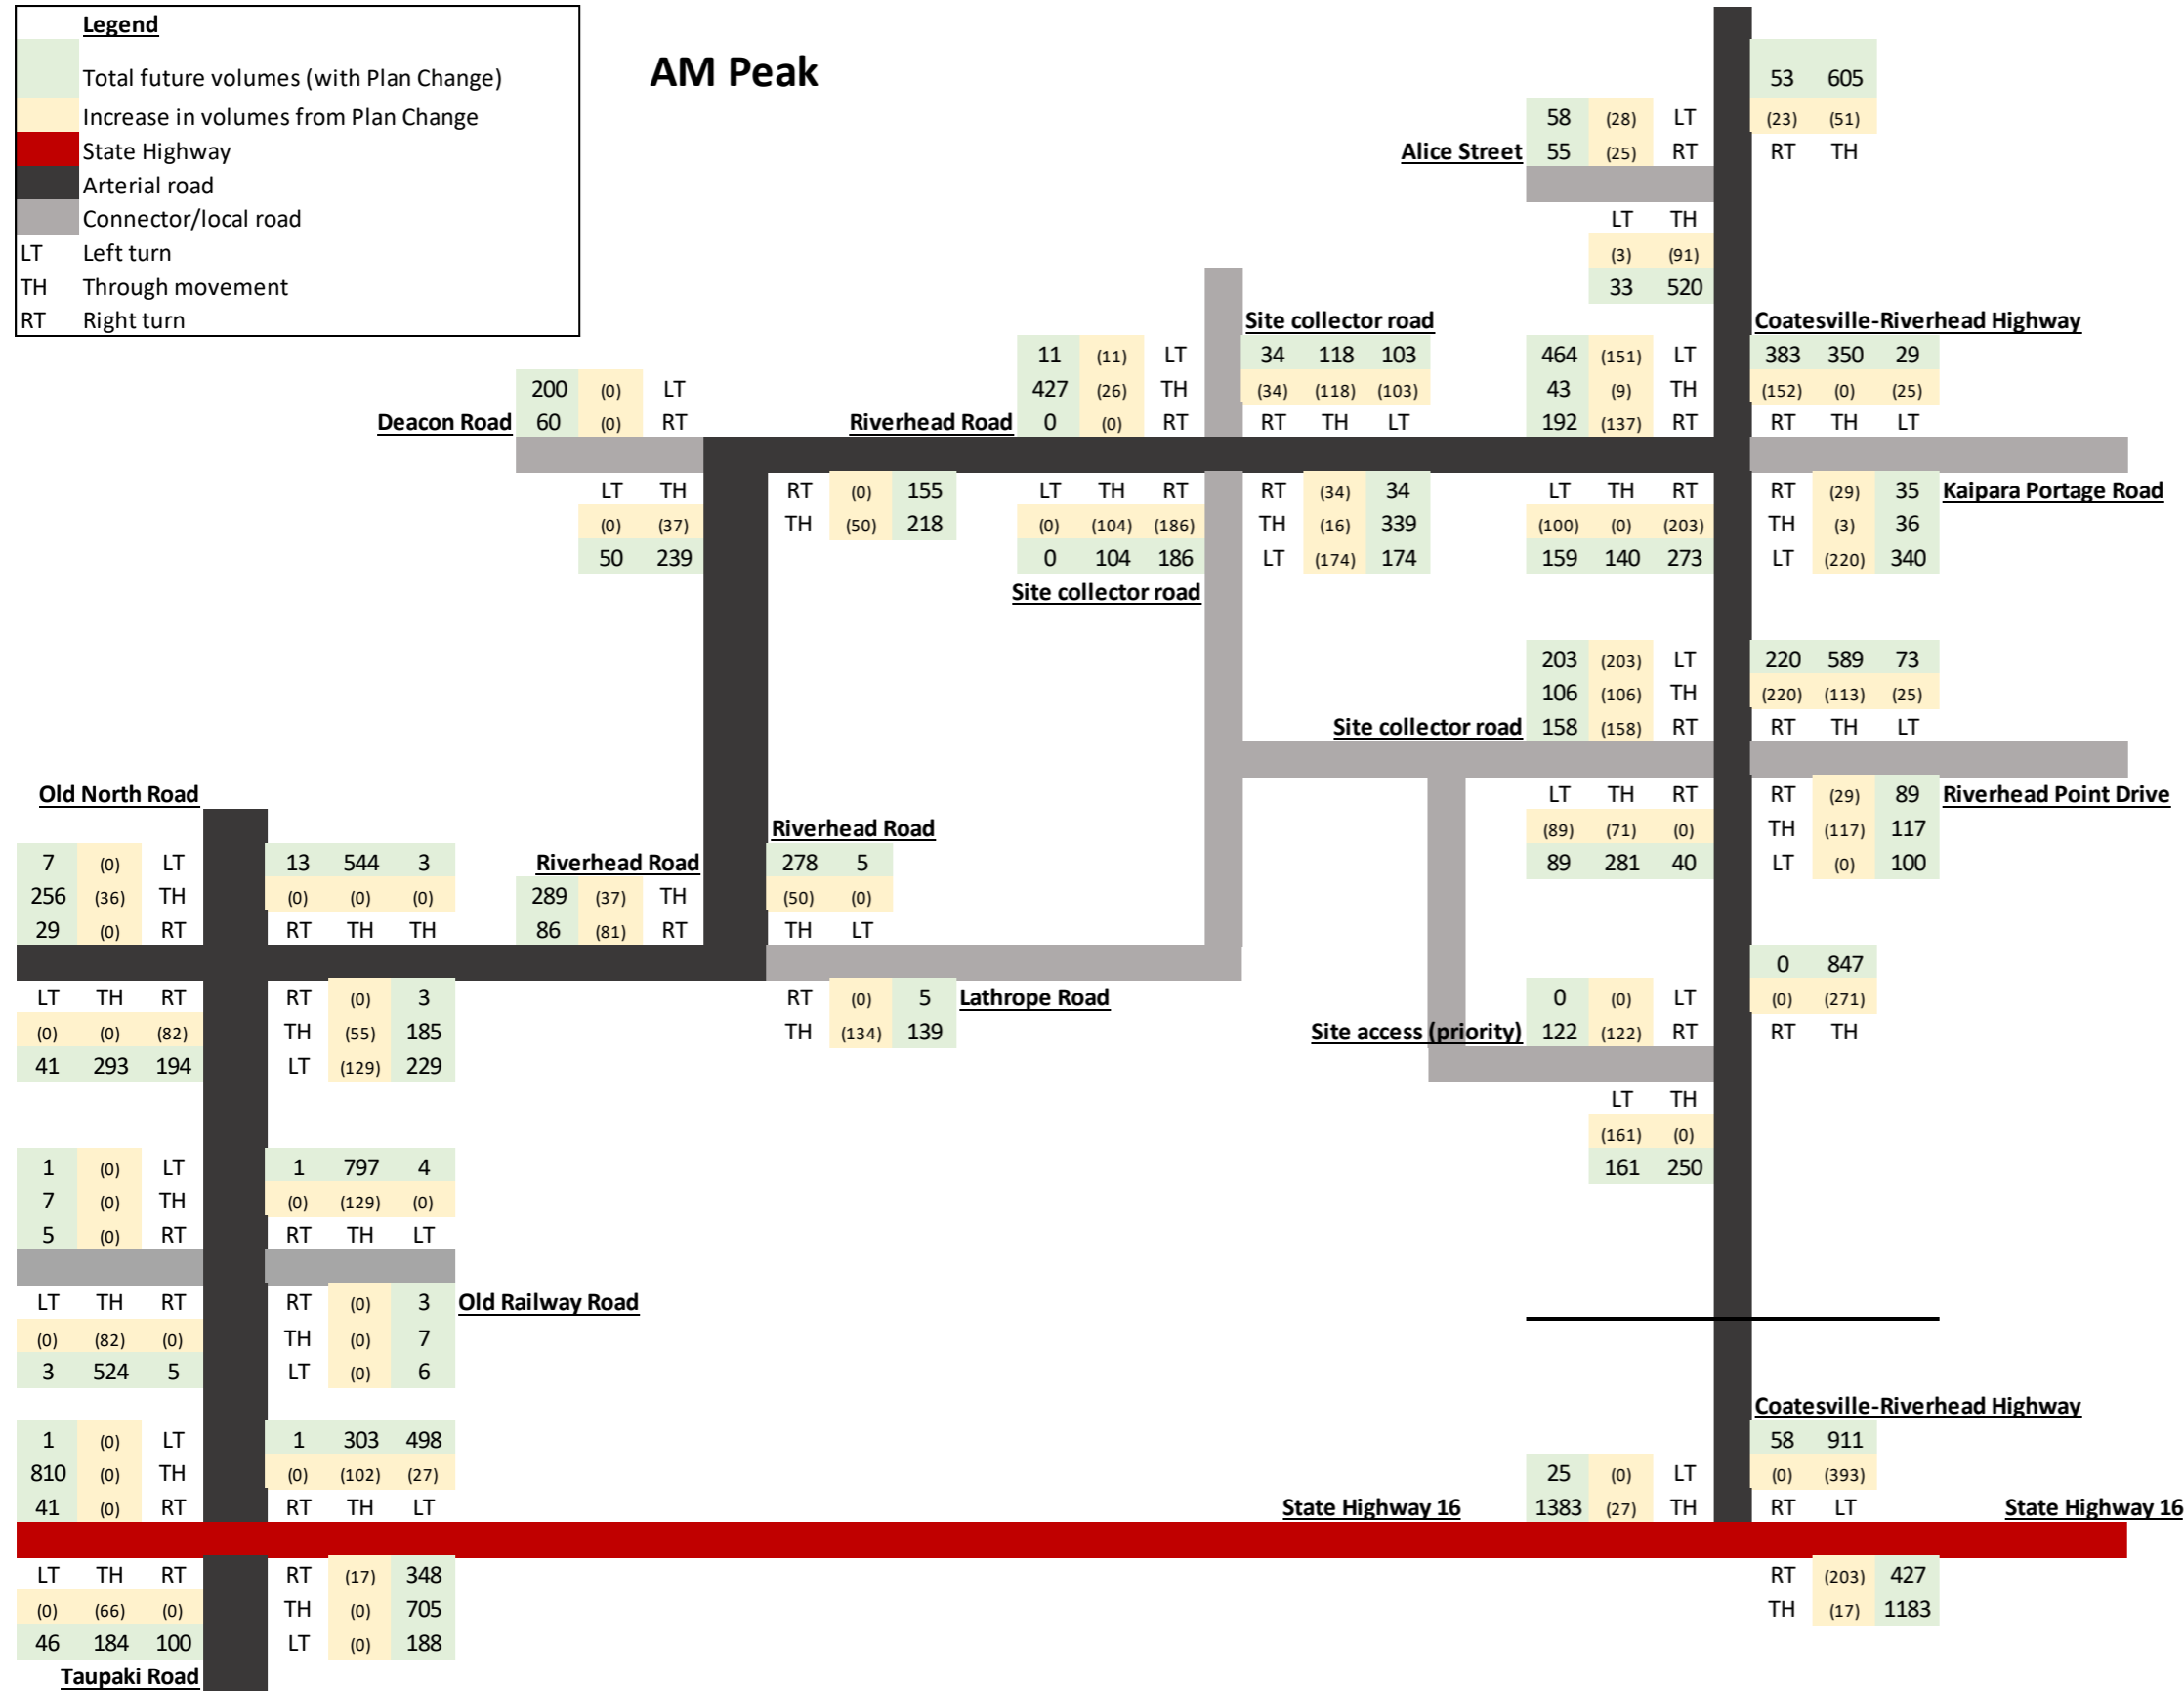 Legend
Total future volumes (with Plan Change)
Increase in volumes from Plan Change
State Highway
Arterial road
Connector/local road
LT Left turn
TH Through movement
RT Right turn
AM Peak
53 605
58 (28) LT (23) (51)
Alice Street 55 (25) RT RT TH
LT TH
(3) (91)
33 520
Site collector road Coatesville-Riverhead Highway
11 (11) LT 34 118 103 464 (151) LT 383 350 29
200 (0) LT 427 (26) TH (34) (118) (103) 43 (9) TH (152) (0) (25)
Deacon Road 60 (0) RT Riverhead Road 0 (0) RT RT TH LT 192 (137) RT RT TH LT
LT TH RT (0) 155 LT TH RT RT (34) 34 LT TH RT RT (29) 35 Kaipara Portage Road
(0) (37) TH (50) 218 (0) (104) (186) TH (16) 339 (100) (0) (203) TH (3) 36
50 239 0 104 186 LT (174) 174 159 140 273 LT (220) 340
Site collector road
203 (203) LT 220 589 73
106 (106) TH (220) (113) (25)
Site collector road 158 (158) RT RT TH LT
Old North Road LT TH RT RT (29) 89 Riverhead Point Drive
Riverhead Road (89) (71) (0) TH (117) 117
7 (0) LT 13 544 3 Riverhead Road 278 5 89 281 40 LT (0) 100
256 (36) TH (0) (0) (0) 289 (37) TH (50) (0)
29 (0) RT RT TH TH 86 (81) RT TH LT
0 847
LT TH RT RT (0) 3 RT (0) 5 Lathrope Road 0 (0) LT (0) (271)
(0) (0) (82) TH (55) 185 TH (134) 139 Site access (priority) 122 (122) RT RT TH
41 293 194 LT (129) 229
LT TH
(161) (0)
1 (0) LT 1 797 4 161 250
7 (0) TH (0) (129) (0)
5 (0) RT RT TH LT
LT TH RT RT (0) 3 Old Railway Road
(0) (82) (0) TH (0) 7
3 524 5 LT (0) 6
Coatesville-Riverhead Highway
1 (0) LT 1 303 498 58 911
810 (0) TH (0) (102) (27) 25 (0) LT (0) (393)
41 (0) RT RT TH LT State Highway 16 1383 (27) TH RT LT State Highway 16
LT TH RT RT (17) 348 RT (203) 427
(0) (66) (0) TH (0) 705 TH (17) 1183
46 184 100 LT (0) 188
Taupaki Road